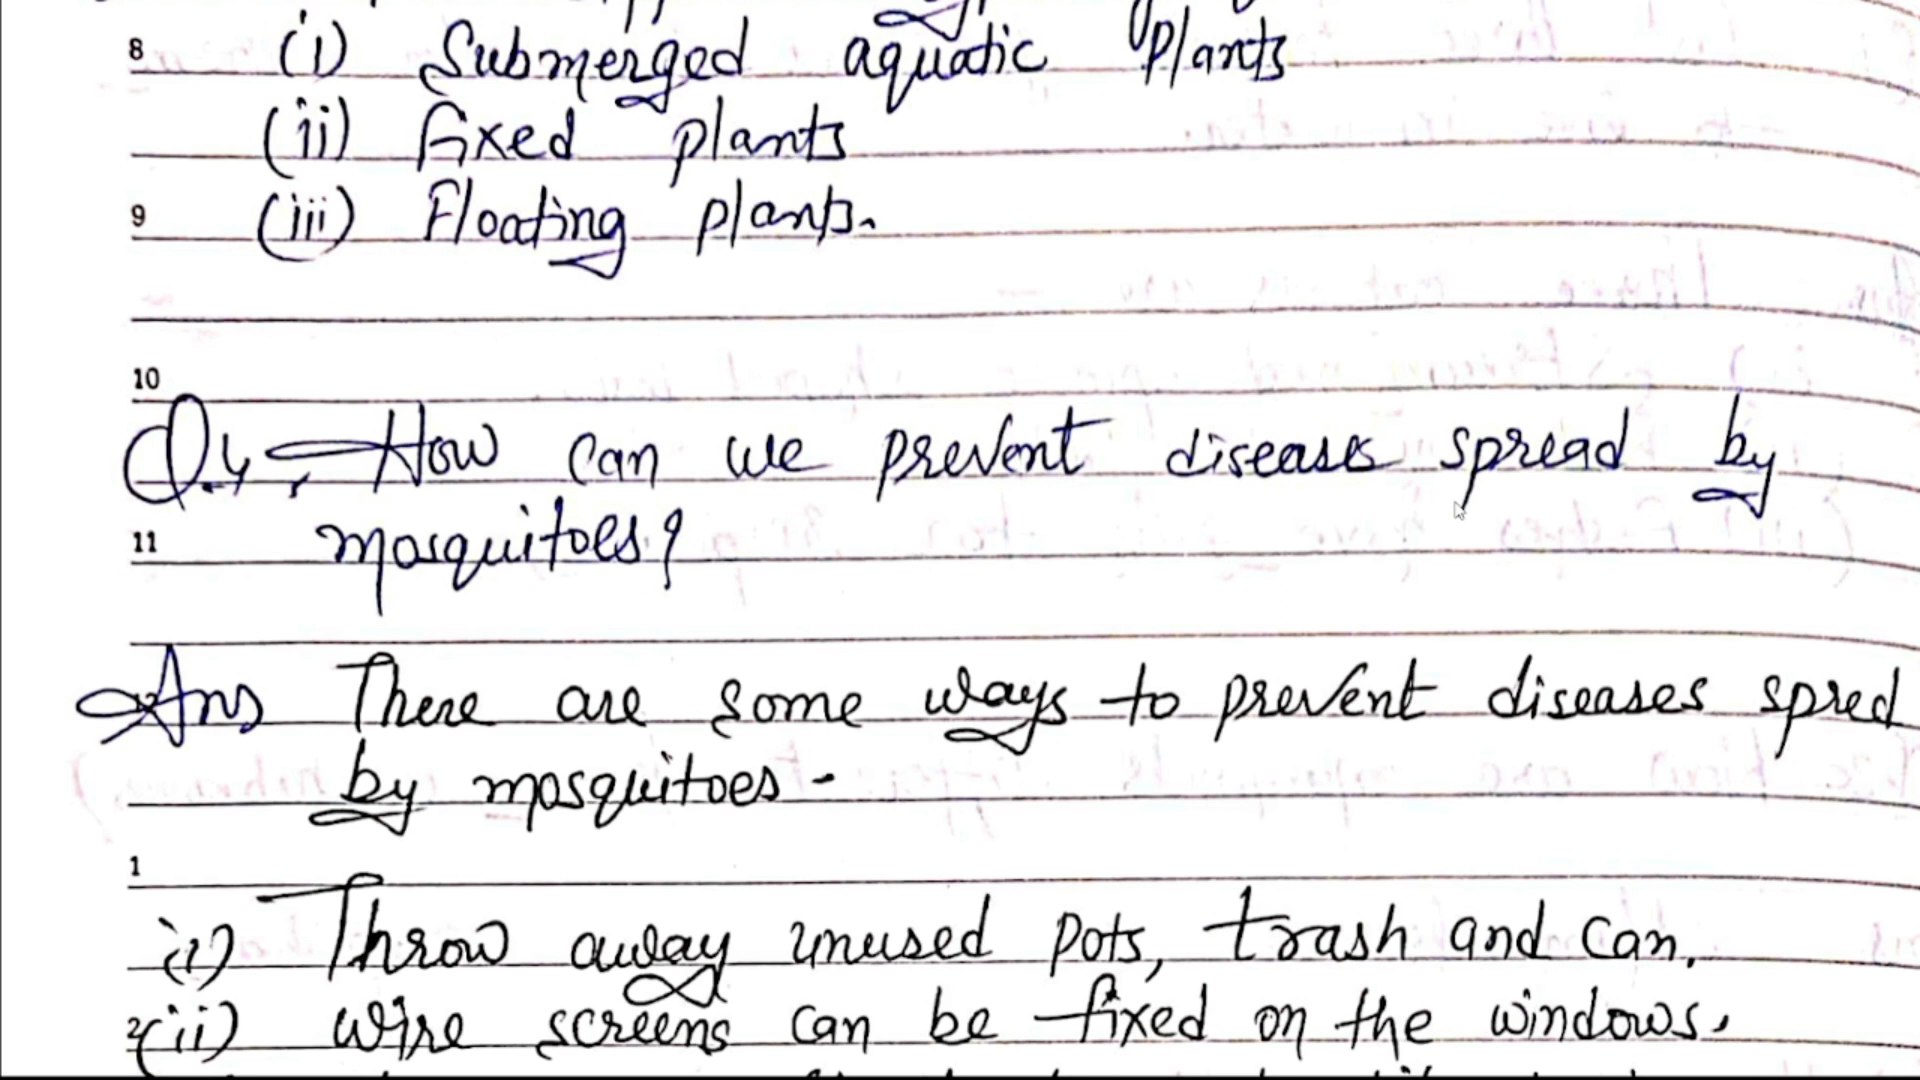 8 (i) Submerged aquatic plants
(ii) fixed plants
9 (iii) Floating plants.
10
Q.4. How can we prevent diseases spread by
11 mosquitoes?
Ans There are some ways to prevent diseases spred
by mosquitoes -
1
(i) Throw away unused pots, trash and can.
2 (ii) wire screens can be fixed on the windows.